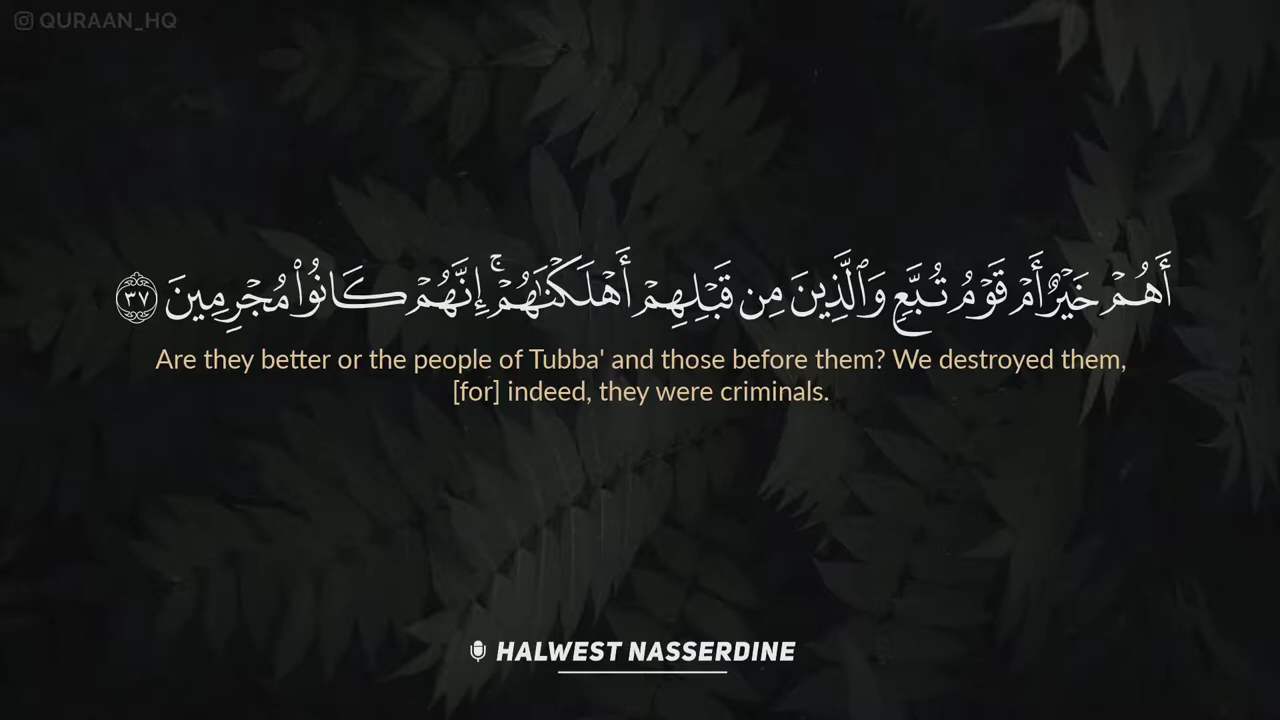 QURAAN_HQ
أَهُمْ خَيْرٌ أَمْ قَوْمُ تُبَّعٍ وَٱلَّذِينَ مِن قَبْلِهِمْ أَهْلَكْنَٰهُمْ ۚ إِنَّهُمْ كَانُوا۟ مُجْرِمِينَ ٣٧
Are they better or the people of Tubba' and those before them? We destroyed them,
[for] indeed, they were criminals.
HALWEST NASSERDINE